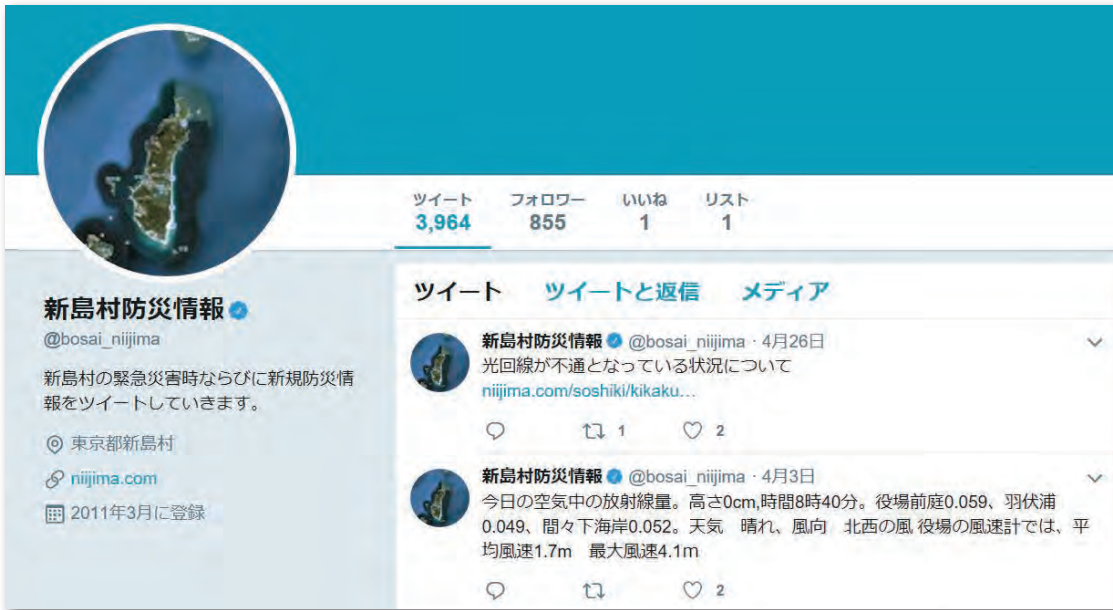 ツイート フォロワー いいね リスト
3,964 855 1 1
新島村防災情報
@bosai_niijima
新島村の緊急災害時ならびに新規防災情
報をツイートしていきます。
東京都新島村
niijima.com
2011年3月に登録
ツイート ツイートと返信 メディア
新島村防災情報 @bosai_niijima · 4月26日
光回線が不通となっている状況について
niijima.com/soshiki/kikaku…
1 2
新島村防災情報 @bosai_niijima · 4月3日
今日の空気中の放射線量。高さ0cm,時間8時40分。役場前庭0.059、羽伏浦
0.049、間々下海岸0.052。天気　晴れ、風向　北西の風 役場の風速計では、平
均風速1.7m　最大風速4.1m
2